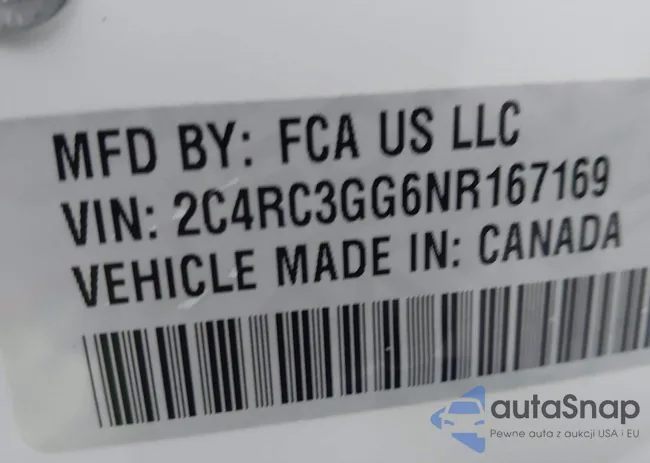 MFD BY: FCA US LLC
VIN: 2C4RC3GG6NR167169
VEHICLE MADE IN: CANADA
autaSnap
Pewne auta z aukcji USA i EU